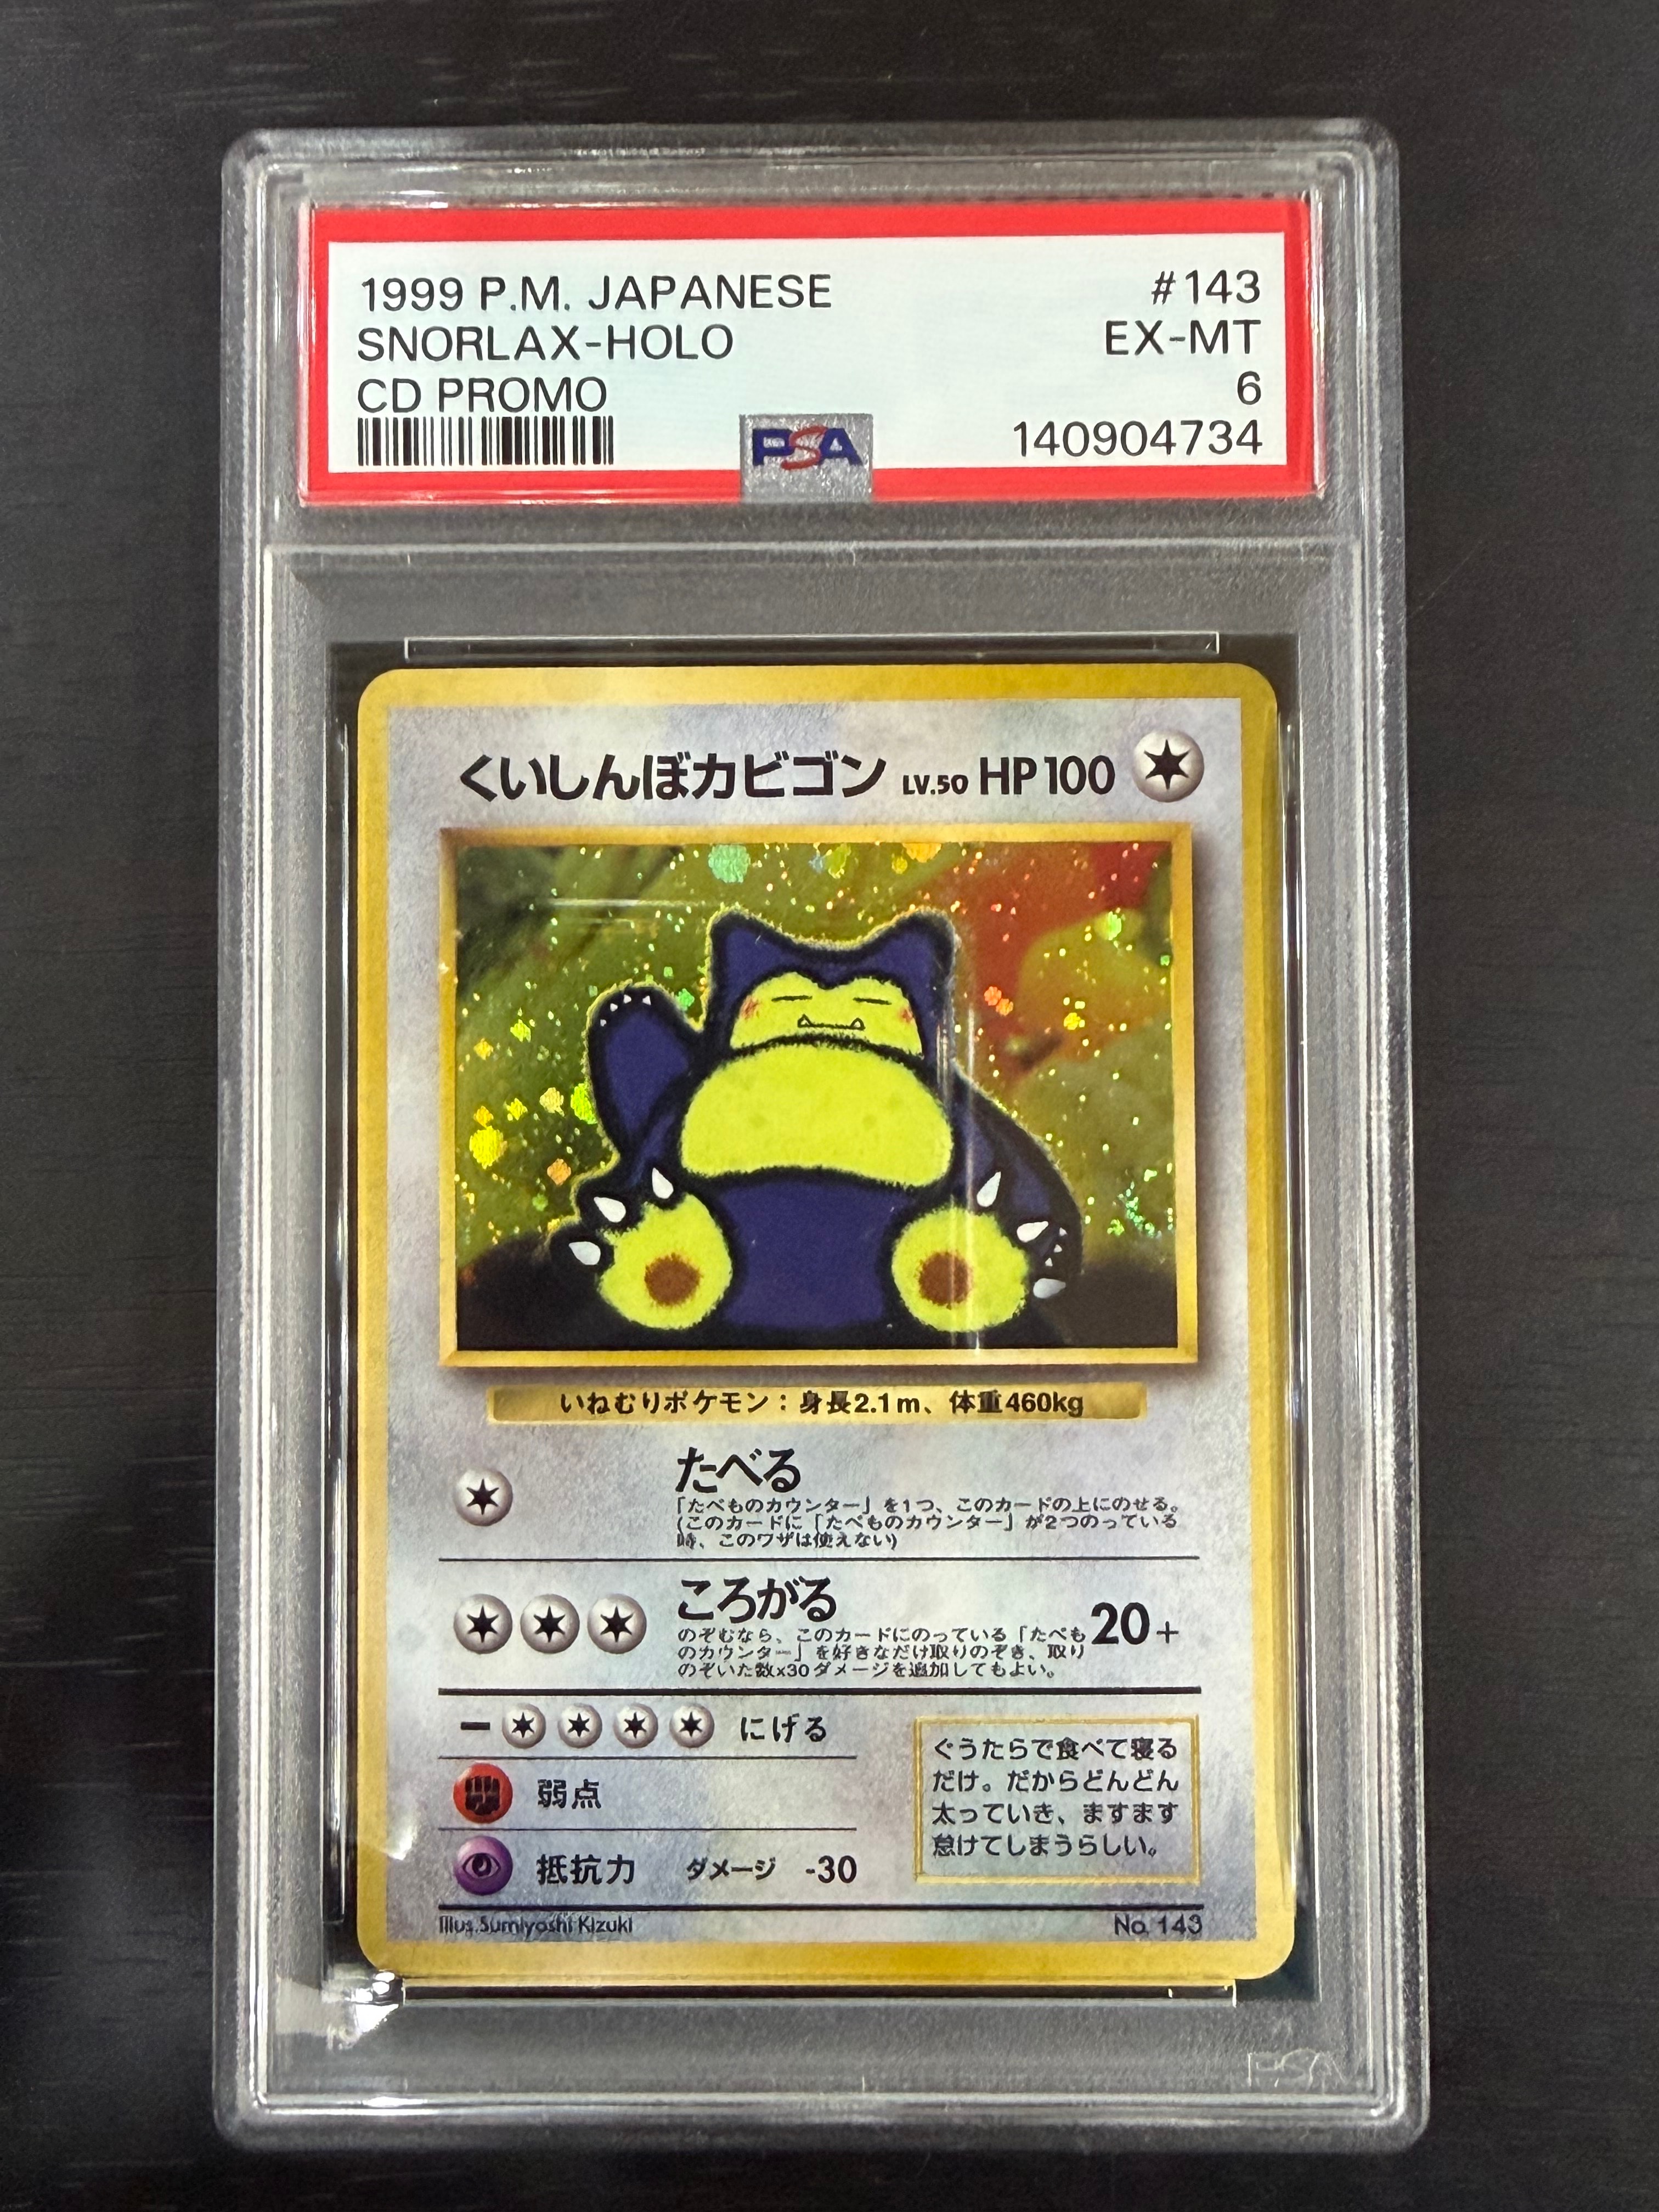 1999 P.M. JAPANESE #143
SNORLAX-HOLO EX-MT
CD PROMO 6
PSA 140904734
くいしんぼカビゴン LV.50 HP100
いねむりポケモン：身長2.1m、体重460kg
たべる
「たべものカウンター」を1つ、このカードの上にのせる。
(このカードに「たべものカウンター」が2つのっている
時、このワザは使えない)
ころがる 20+
のぞむなら、このカードにのっている「たべも
のカウンター」を好きなだけ取りのぞき、取り
のぞいた数x30ダメージを追加してもよい。
にげる
弱点
抵抗力 ダメージ -30
ぐうたらで食べて寝る
だけ。だからどんどん
太っていき、ますます
怠けてしまうらしい。
Illus.Sumiyoshi Kizuki No. 143
PSA